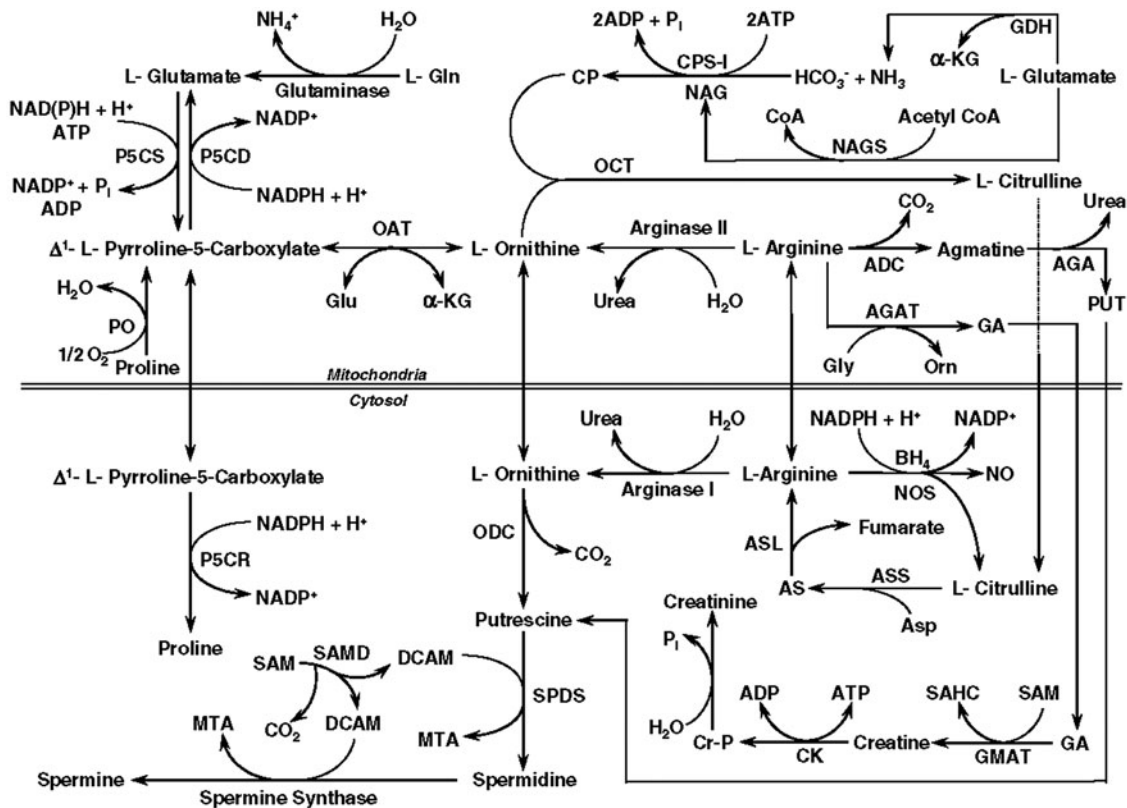 NH₄⁺ H₂O 2ADP + Pᵢ 2ATP GDH
CPS-I α-KG
L- Glutamate L- Gln CP HCO₃⁻ + NH₃ L- Glutamate
Glutaminase NAG
NAD(P)H + H⁺ NADP⁺ CoA Acetyl CoA
ATP
P5CS P5CD NAGS
OCT L- Citrulline
NADP⁺ + Pᵢ NADPH + H⁺
ADP
CO₂ Urea
OAT Arginase II
Δ¹- L- Pyrroline-5-Carboxylate L- Ornithine L- Arginine Agmatine
ADC AGA
H₂O Glu α-KG Urea H₂O PUT
PO AGAT GA
1/2 O₂ Proline Gly Orn
Mitochondria
Cytosol
Urea H₂O NADPH + H⁺ NADP⁺
BH₄
Δ¹- L- Pyrroline-5-Carboxylate L- Ornithine L-Arginine NO
Arginase I NOS
NADPH + H⁺ ODC Fumarate
P5CR CO₂ ASL
NADP⁺ AS ASS L- Citrulline
Creatinine
Putrescine Asp
Proline Pᵢ
SAM SAMD DCAM
SPDS ADP ATP SAHC SAM
MTA CO₂ DCAM MTA H₂O
Cr-P Creatine GA
CK GMAT
Spermine Spermidine
Spermine Synthase